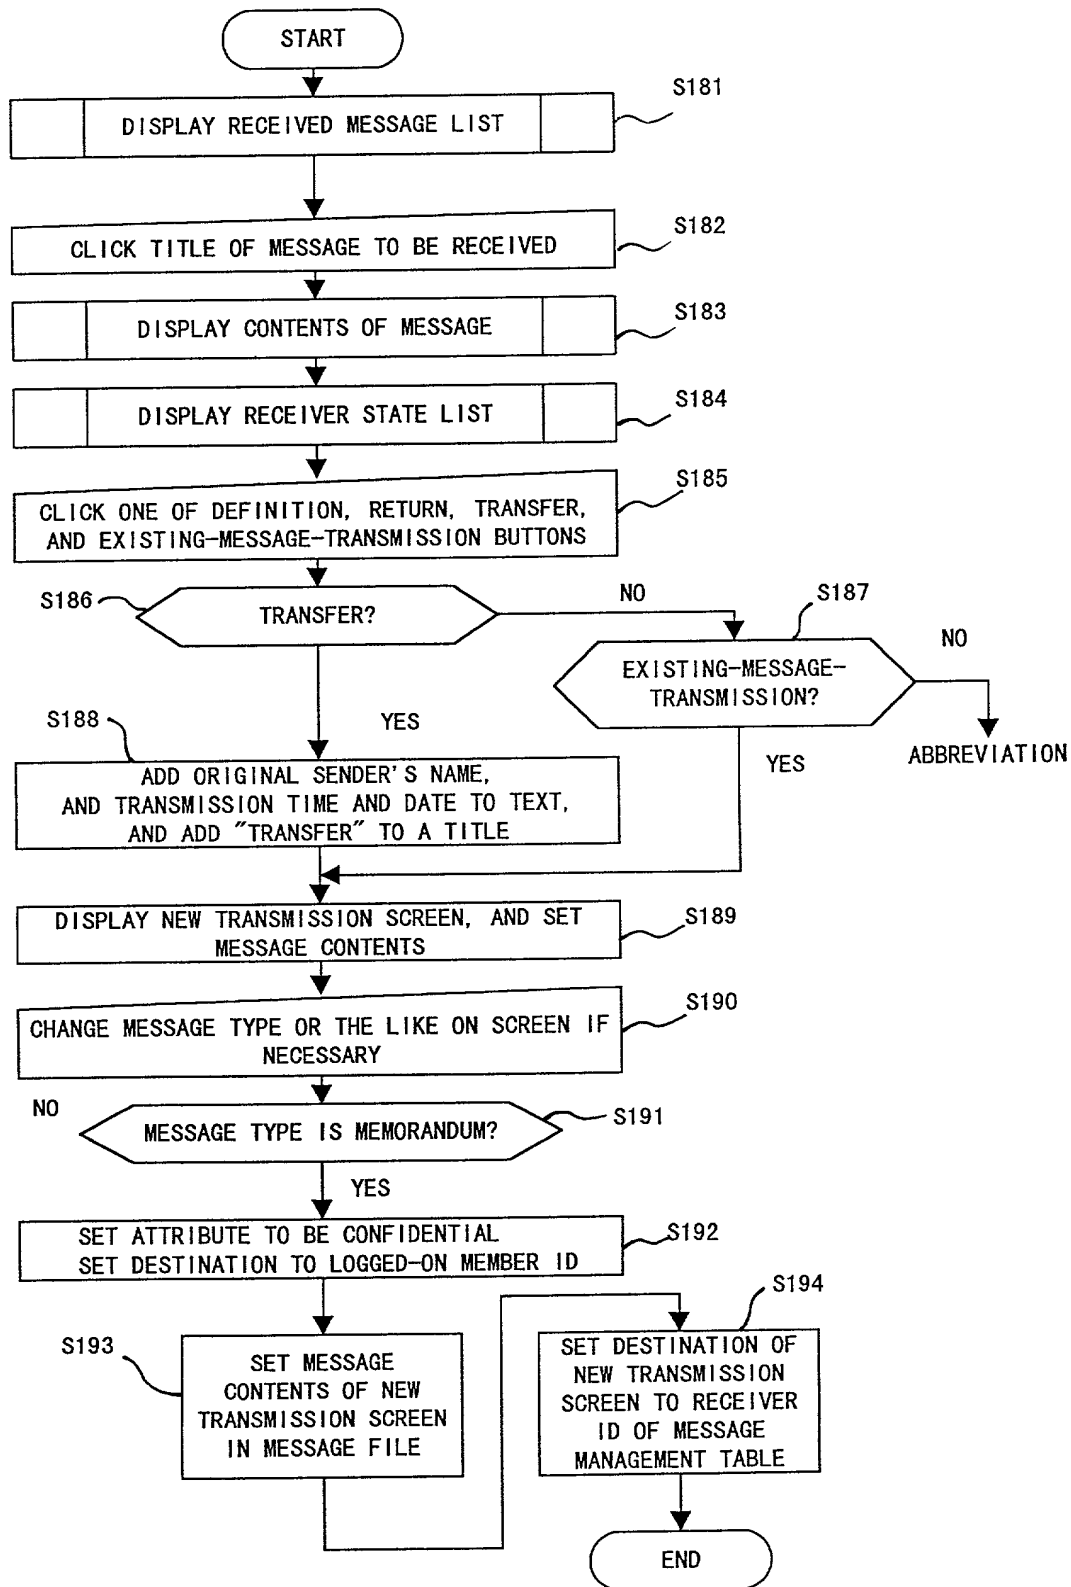 START
S181
DISPLAY RECEIVED MESSAGE LIST
S182
CLICK TITLE OF MESSAGE TO BE RECEIVED
S183
DISPLAY CONTENTS OF MESSAGE
S184
DISPLAY RECEIVER STATE LIST
S185
CLICK ONE OF DEFINITION, RETURN, TRANSFER,
AND EXISTING-MESSAGE-TRANSMISSION BUTTONS
S186
TRANSFER?
NO
S187
EXISTING-MESSAGE-
TRANSMISSION?
NO
ABBREVIATION
YES
YES
S188
ADD ORIGINAL SENDER'S NAME,
AND TRANSMISSION TIME AND DATE TO TEXT,
AND ADD "TRANSFER" TO A TITLE
S189
DISPLAY NEW TRANSMISSION SCREEN, AND SET
MESSAGE CONTENTS
S190
CHANGE MESSAGE TYPE OR THE LIKE ON SCREEN IF
NECESSARY
NO
S191
MESSAGE TYPE IS MEMORANDUM?
YES
S192
SET ATTRIBUTE TO BE CONFIDENTIAL
SET DESTINATION TO LOGGED-ON MEMBER ID
S193
SET MESSAGE
CONTENTS OF NEW
TRANSMISSION SCREEN
IN MESSAGE FILE
S194
SET DESTINATION OF
NEW TRANSMISSION
SCREEN TO RECEIVER
ID OF MESSAGE
MANAGEMENT TABLE
END